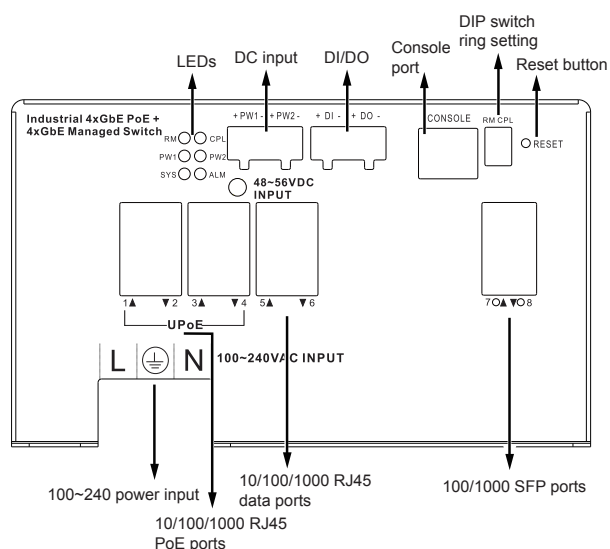 DIP switch
ring setting
LEDs
DC input
DI/DO
Console
port
Reset button
Industrial 4xGbE PoE +
4xGbE Managed Switch
+ PW1 - + PW2 -
+ DI - + DO -
CONSOLE
RM CPL
RESET
RM CPL
PW1 PW2
SYS ALM
48~56VDC
INPUT
1▲ ▼2 3▲ ▼4 5▲ ▼6
7○▲ ▼○8
UPoE
L N 100~240VAC INPUT
100~240 power input
10/100/1000 RJ45
data ports
100/1000 SFP ports
10/100/1000 RJ45
PoE ports